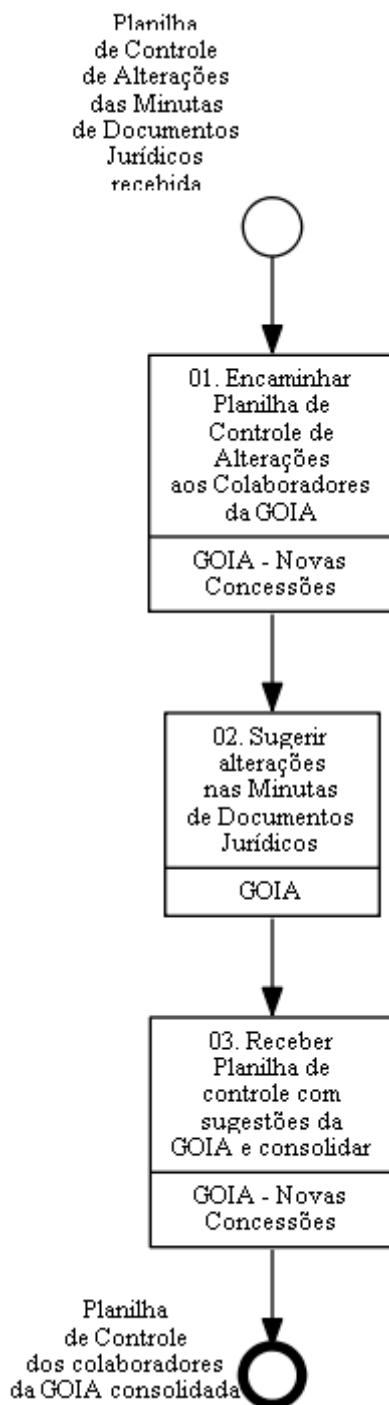 Planilha
de Controle
de Alterações
das Minutas
de Documentos
Jurídicos
recebida
01. Encaminhar
Planilha de
Controle de
Alterações
aos Colaboradores
da GOIA
GOIA - Novas
Concessões
02. Sugerir
alterações
nas Minutas
de Documentos
Jurídicos
GOIA
03. Receber
Planilha de
controle com
sugestões da
GOIA e consolidar
GOIA - Novas
Concessões
Planilha
de Controle
dos colaboradores
da GOIA consolidada